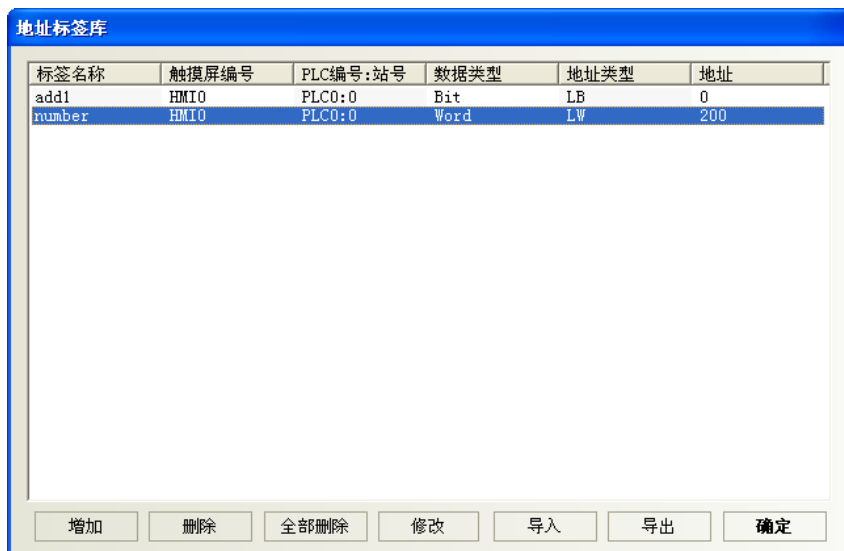 地址标签库
标签名称 触摸屏编号 PLC编号:站号 数据类型 地址类型 地址
add1 HMI0 PLC0:0 Bit LB 0
number HMI0 PLC0:0 Word LW 200
增加 删除 全部删除 修改 导入 导出 确定